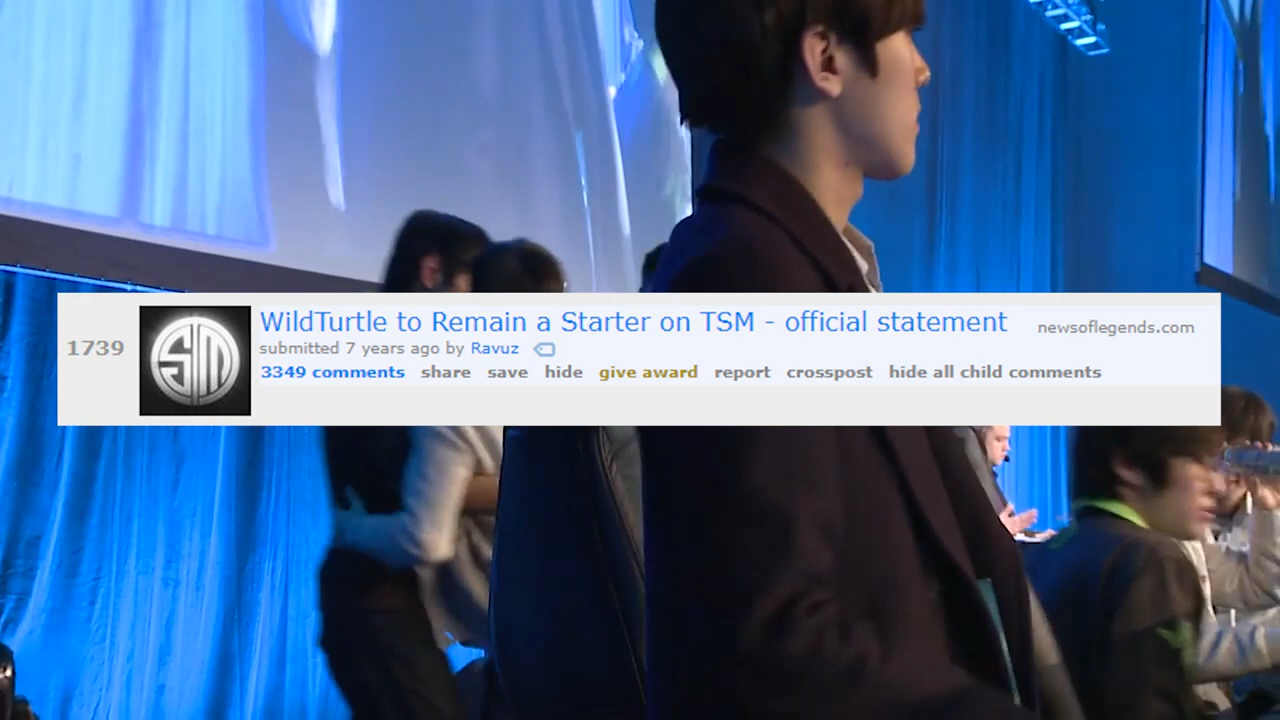 1739
WildTurtle to Remain a Starter on TSM - official statement newsoflegends.com
submitted 7 years ago by Ravuz
3349 comments share save hide give award report crosspost hide all child comments